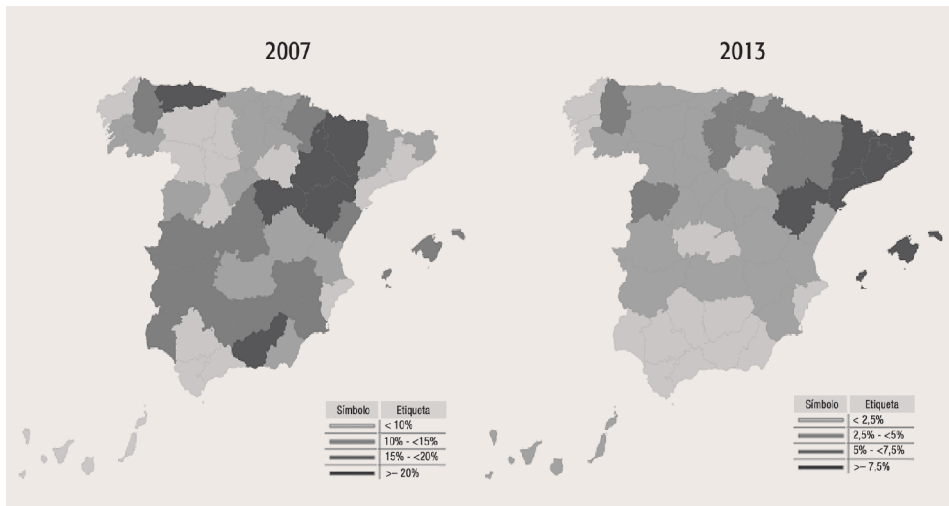 2007
2013
Símbolo Etiqueta
< 10%
10% - <15%
15% - <20%
>= 20%
Símbolo Etiqueta
< 2,5%
2,5% - <5%
5% - <7,5%
>= 7.5%